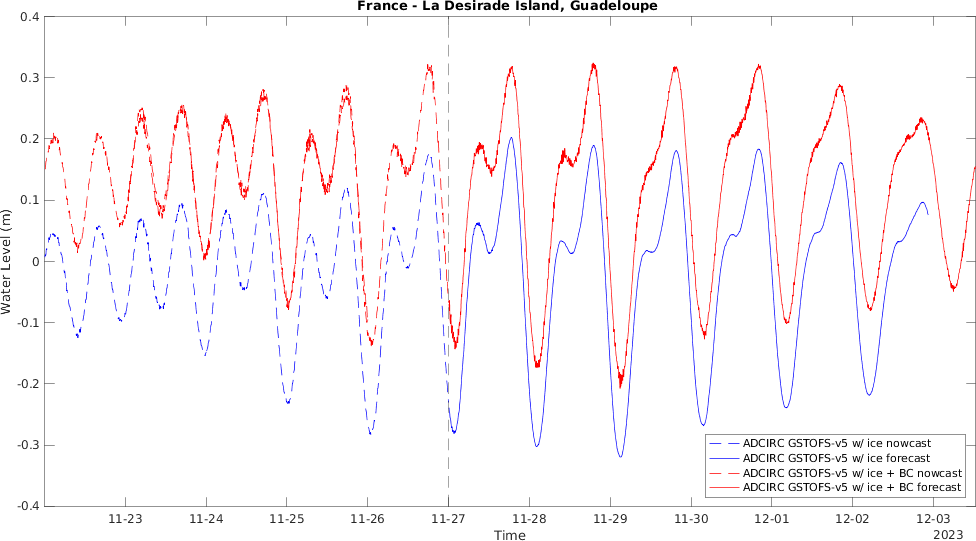 France - La Desirade Island, Guadeloupe
0.4
0.3
0.2
0.1
0
-0.1
-0.2
-0.3
-0.4
Water Level (m)
ADCIRC GSTOFS-v5 w/ ice nowcast
ADCIRC GSTOFS-v5 w/ ice forecast
ADCIRC GSTOFS-v5 w/ ice + BC nowcast
ADCIRC GSTOFS-v5 w/ ice + BC forecast
11-23 11-24 11-25 11-26 11-27 11-28 11-29 11-30 12-01 12-02 12-03
Time
2023